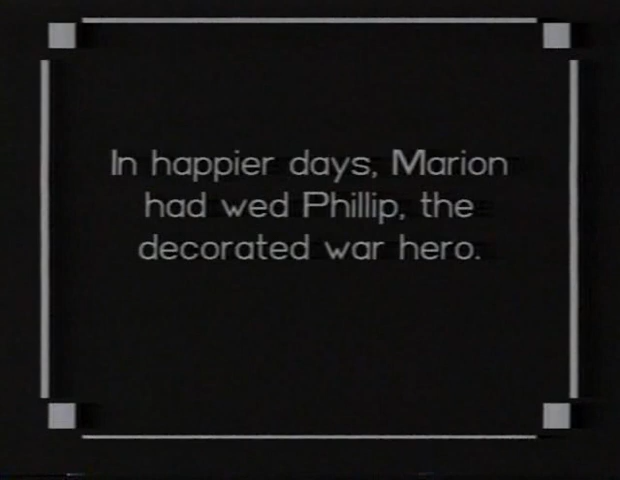 In happier days, Marion
had wed Phillip, the
decorated war hero.